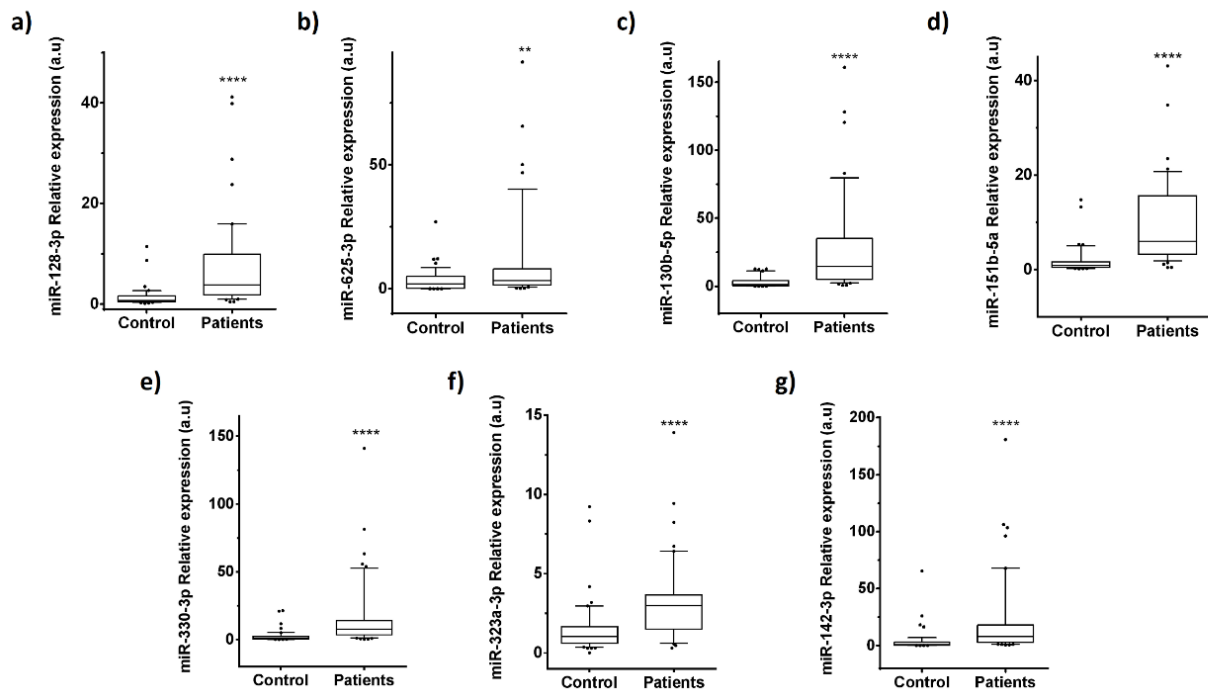 a)
miR-128-3p Relative expression (a.u)
40
20
0
****
Control Patients
b)
miR-625-3p Relative expression (a.u)
50
0
**
Control Patients
c)
miR-130b-5p Relative expression (a.u)
150
100
50
0
****
Control Patients
d)
miR-151b-5a Relative expression (a.u)
40
20
0
****
Control Patients
e)
miR-330-3p Relative expression (a.u)
150
100
50
0
****
Control Patients
f)
miR-323a-3p Relative expression (a.u)
15
10
5
0
****
Control Patients
g)
miR-142-3p Relative expression (a.u)
200
150
100
50
0
****
Control Patients